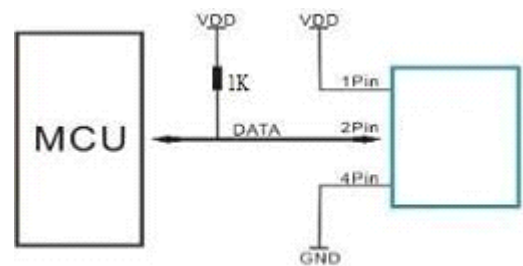 VDD VDD
1K
1Pin
MCU
DATA
2Pin
4Pin
GND